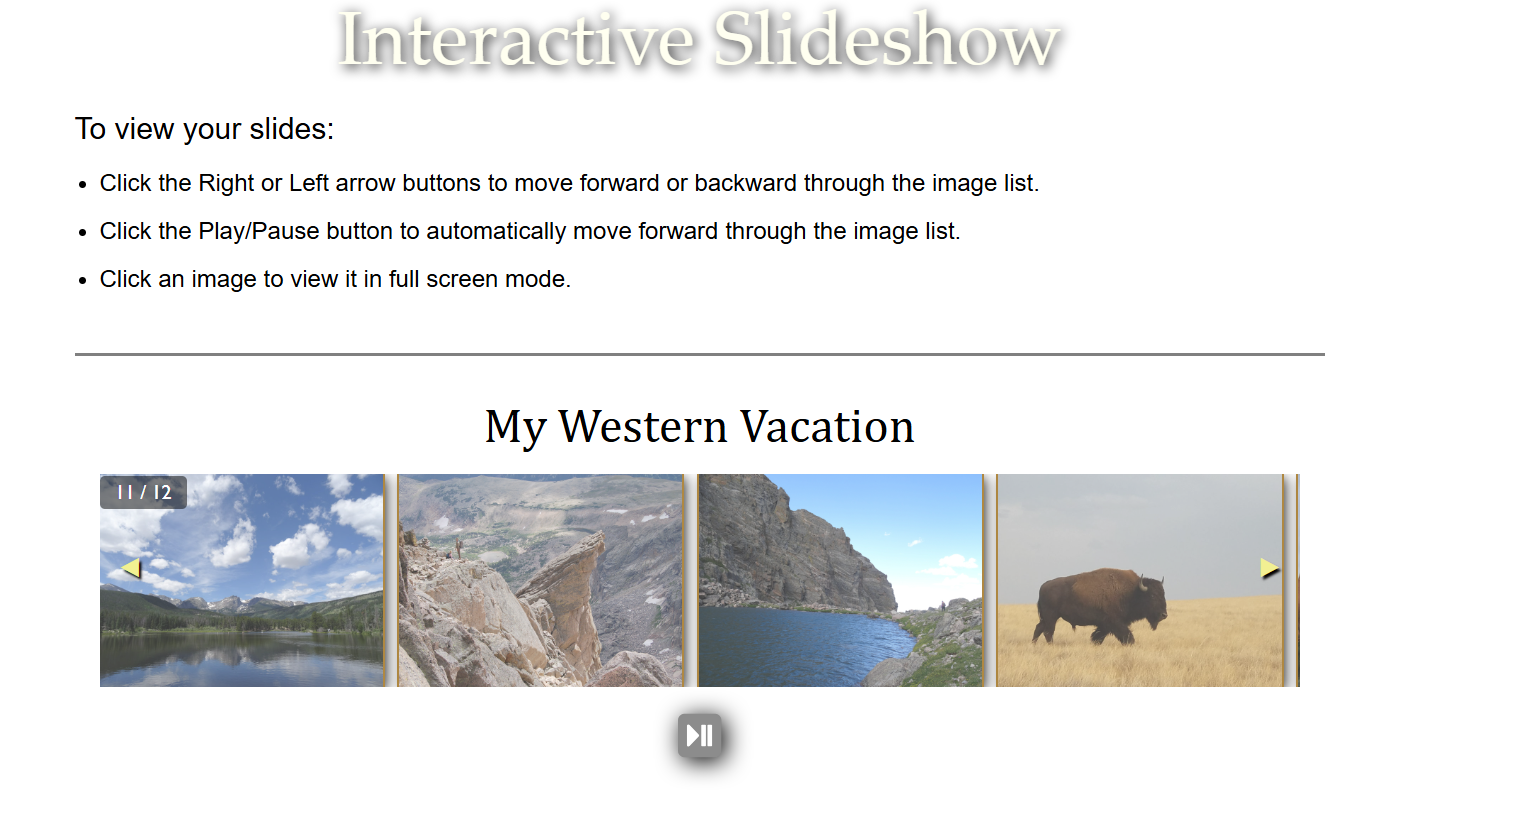 Interactive Slideshow
To view your slides:
Click the Right or Left arrow buttons to move forward or backward through the image list.
Click the Play/Pause button to automatically move forward through the image list.
Click an image to view it in full screen mode.
My Western Vacation
11 / 12